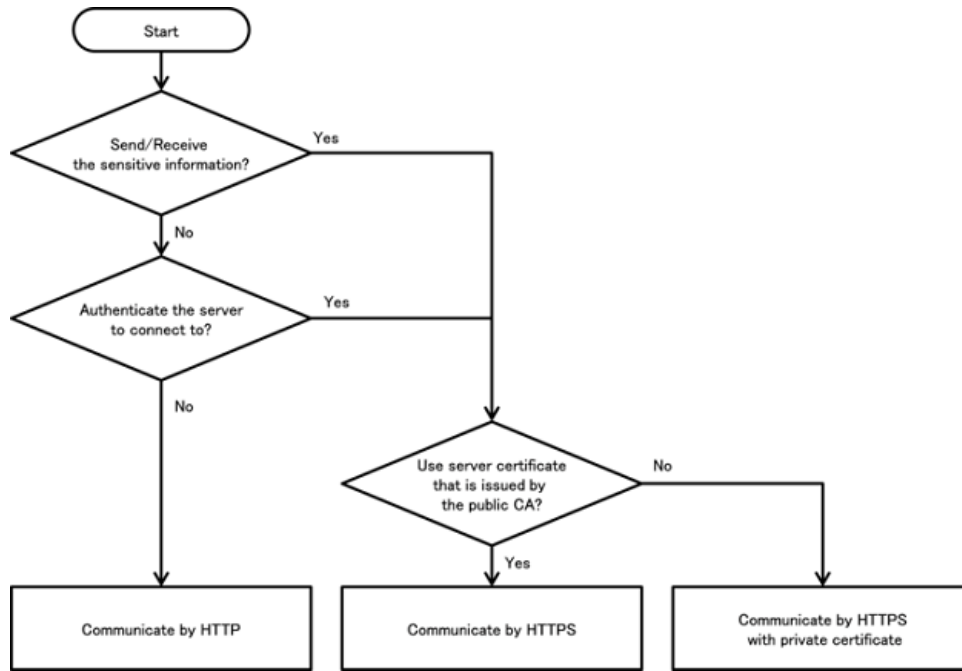 Start
Send/Receive
the sensitive information?
Yes
No
Authenticate the server
to connect to?
Yes
No
Use server certificate
that is issued by
the public CA?
No
Yes
Communicate by HTTP
Communicate by HTTPS
Communicate by HTTPS
with private certificate